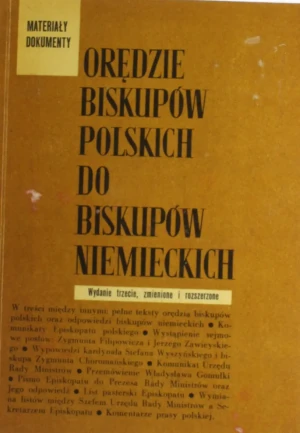 MATERIAŁY
DOKUMENTY
ORĘDZIE
BISKUPÓW
POLSKICH
DO
BISKUPÓW
NIEMIECKICH
Wydanie trzecie, zmienione i rozszerzone
W treści między innymi pełne teksty orędzia biskupów
polskich oraz odpowiedzi biskupów niemieckich ● Ko-
munikaty Episkopatu polskiego ● Wystąpienie sejmo-
we posłów: Zygmunta Filipowicza i Jerzego Zawieyskie-
go ● Wypowiedzi kardynała Stefana Wyszyńskiego i bi-
skupa Zygmunta Choromańskiego ● Komunikat Urzędu
Rady Ministrów ● Przemówienie Władysława Gomułki
● Pismo Episkopatu do Prezesa Rady Ministrów oraz
Jego odpowiedź ● List pasterski Episkopatu ● Wymia-
na listów między Szefem Urzędu Rady Ministrów a Se-
kretarzem Episkopatu ● Komentarze prasy polskiej.